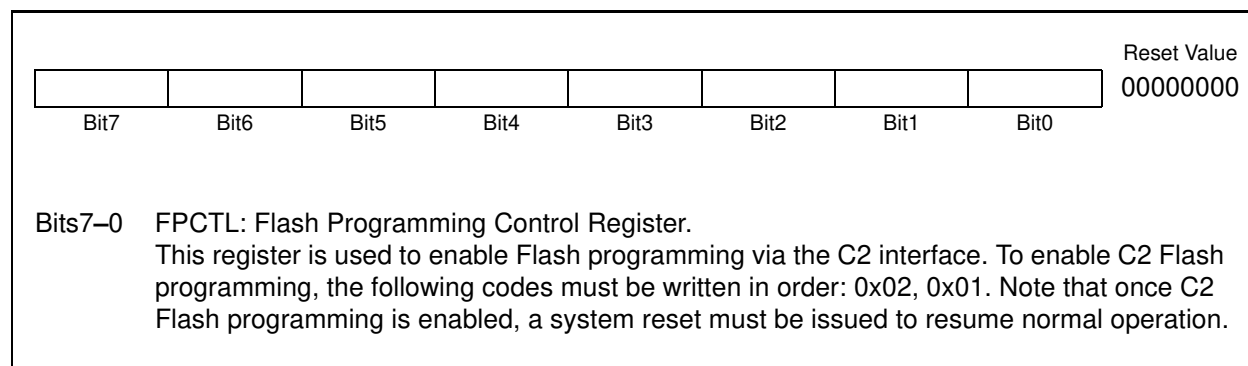 Reset Value
00000000
Bit7 Bit6 Bit5 Bit4 Bit3 Bit2 Bit1 Bit0
Bits7–0 FPCTL: Flash Programming Control Register.
This register is used to enable Flash programming via the C2 interface. To enable C2 Flash
programming, the following codes must be written in order: 0x02, 0x01. Note that once C2
Flash programming is enabled, a system reset must be issued to resume normal operation.